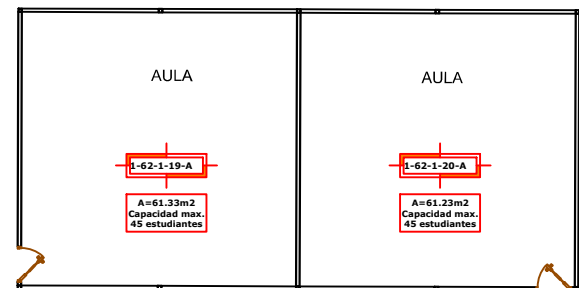 AULA
1-62-1-19-A
A=61.33m2
Capacidad max.
45 estudiantes
AULA
1-62-1-20-A
A=61.23m2
Capacidad max.
45 estudiantes